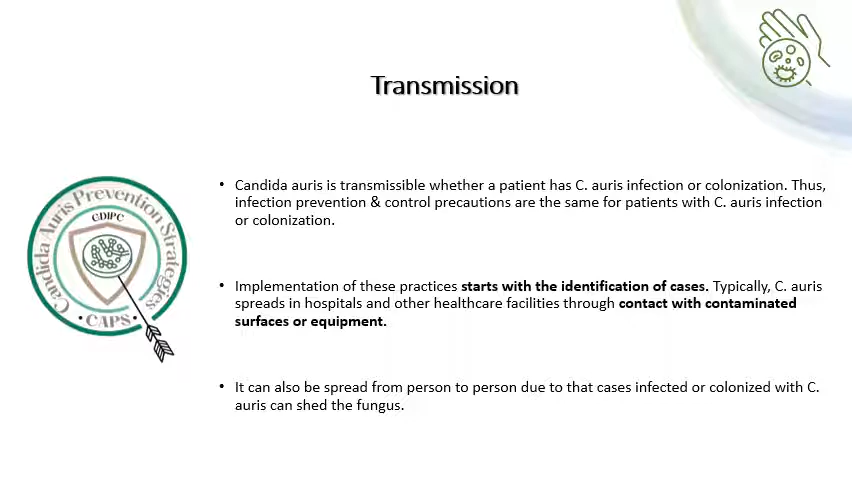 Transmission
Candida Auris Prevention Strategies
CDIPC
• CAPS •
• Candida auris is transmissible whether a patient has C. auris infection or colonization. Thus,
infection prevention & control precautions are the same for patients with C. auris infection
or colonization.
• Implementation of these practices starts with the identification of cases. Typically, C. auris
spreads in hospitals and other healthcare facilities through contact with contaminated
surfaces or equipment.
• It can also be spread from person to person due to that cases infected or colonized with C.
auris can shed the fungus.